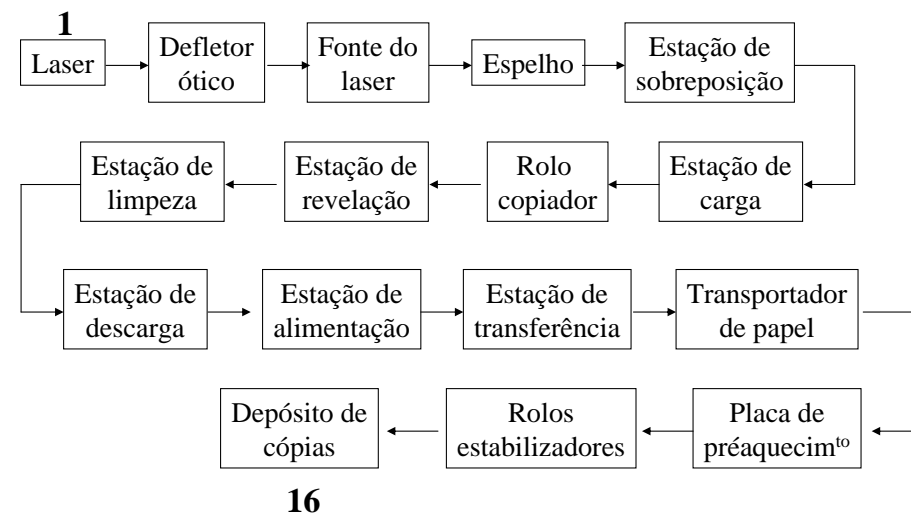 1
Laser
Defletor
ótico
Fonte do
laser
Espelho
Estação de
sobreposição
Estação de
carga
Rolo
copiador
Estação de
revelação
Estação de
limpeza
Estação de
descarga
Estação de
alimentação
Estação de
transferência
Transportador
de papel
Placa de
préaquecimᵗᵒ
Rolos
estabilizadores
Depósito de
cópias
16